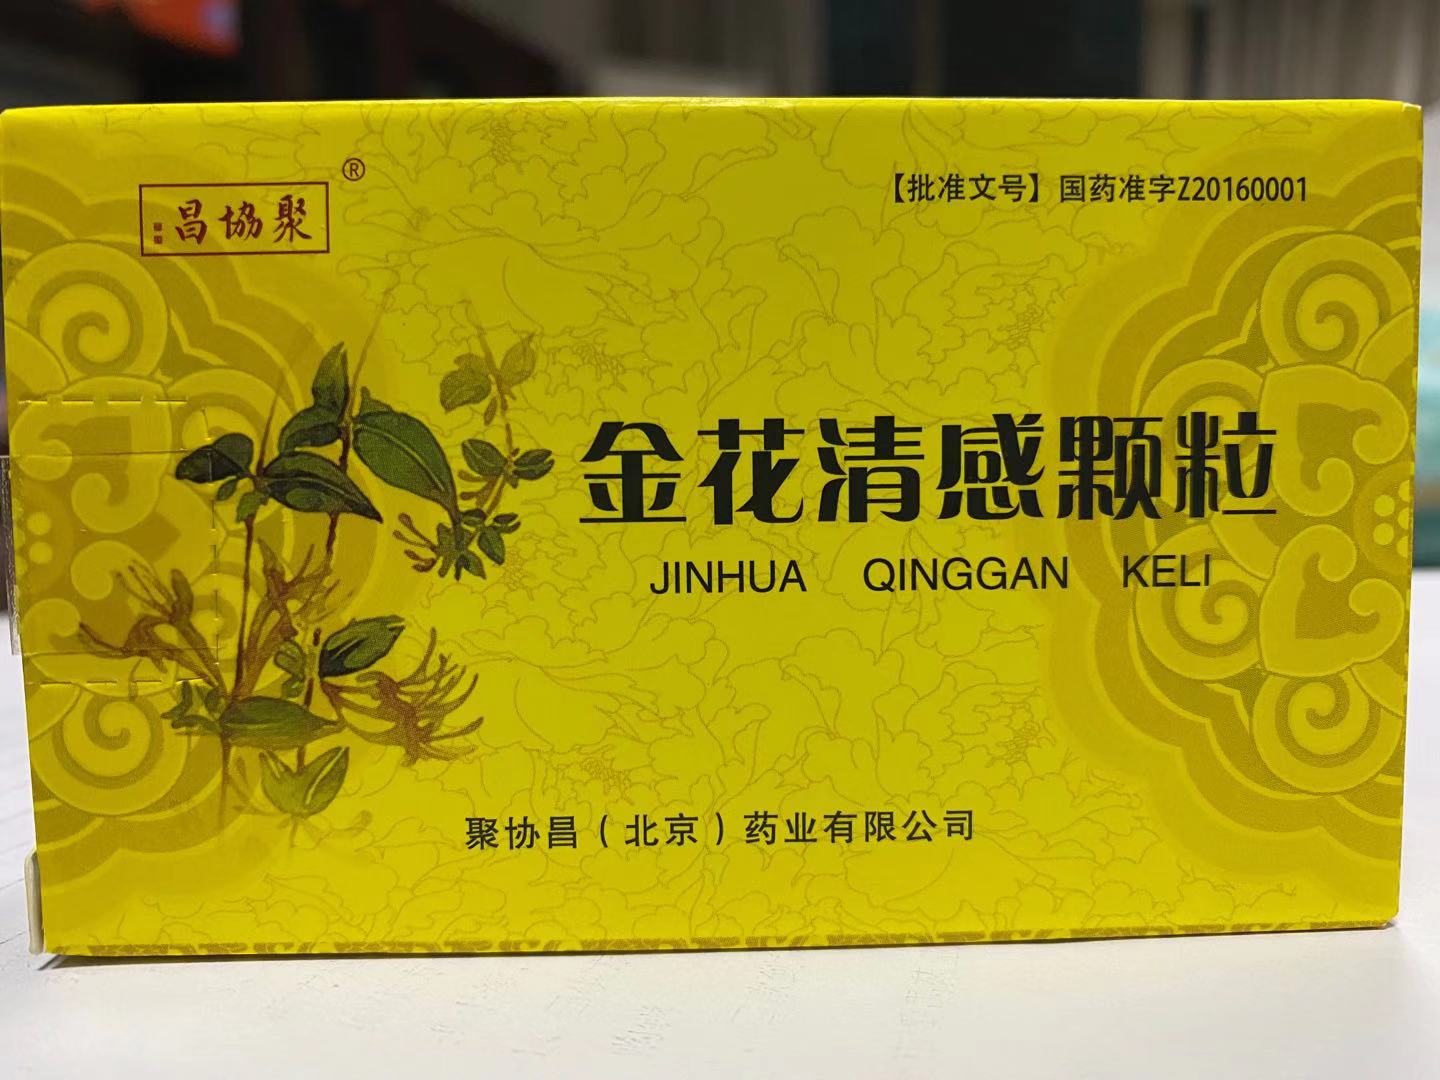 聚協昌®
【批准文号】国药准字Z20160001
金花清感颗粒
JINHUA QINGGAN KELI
聚协昌（北京）药业有限公司